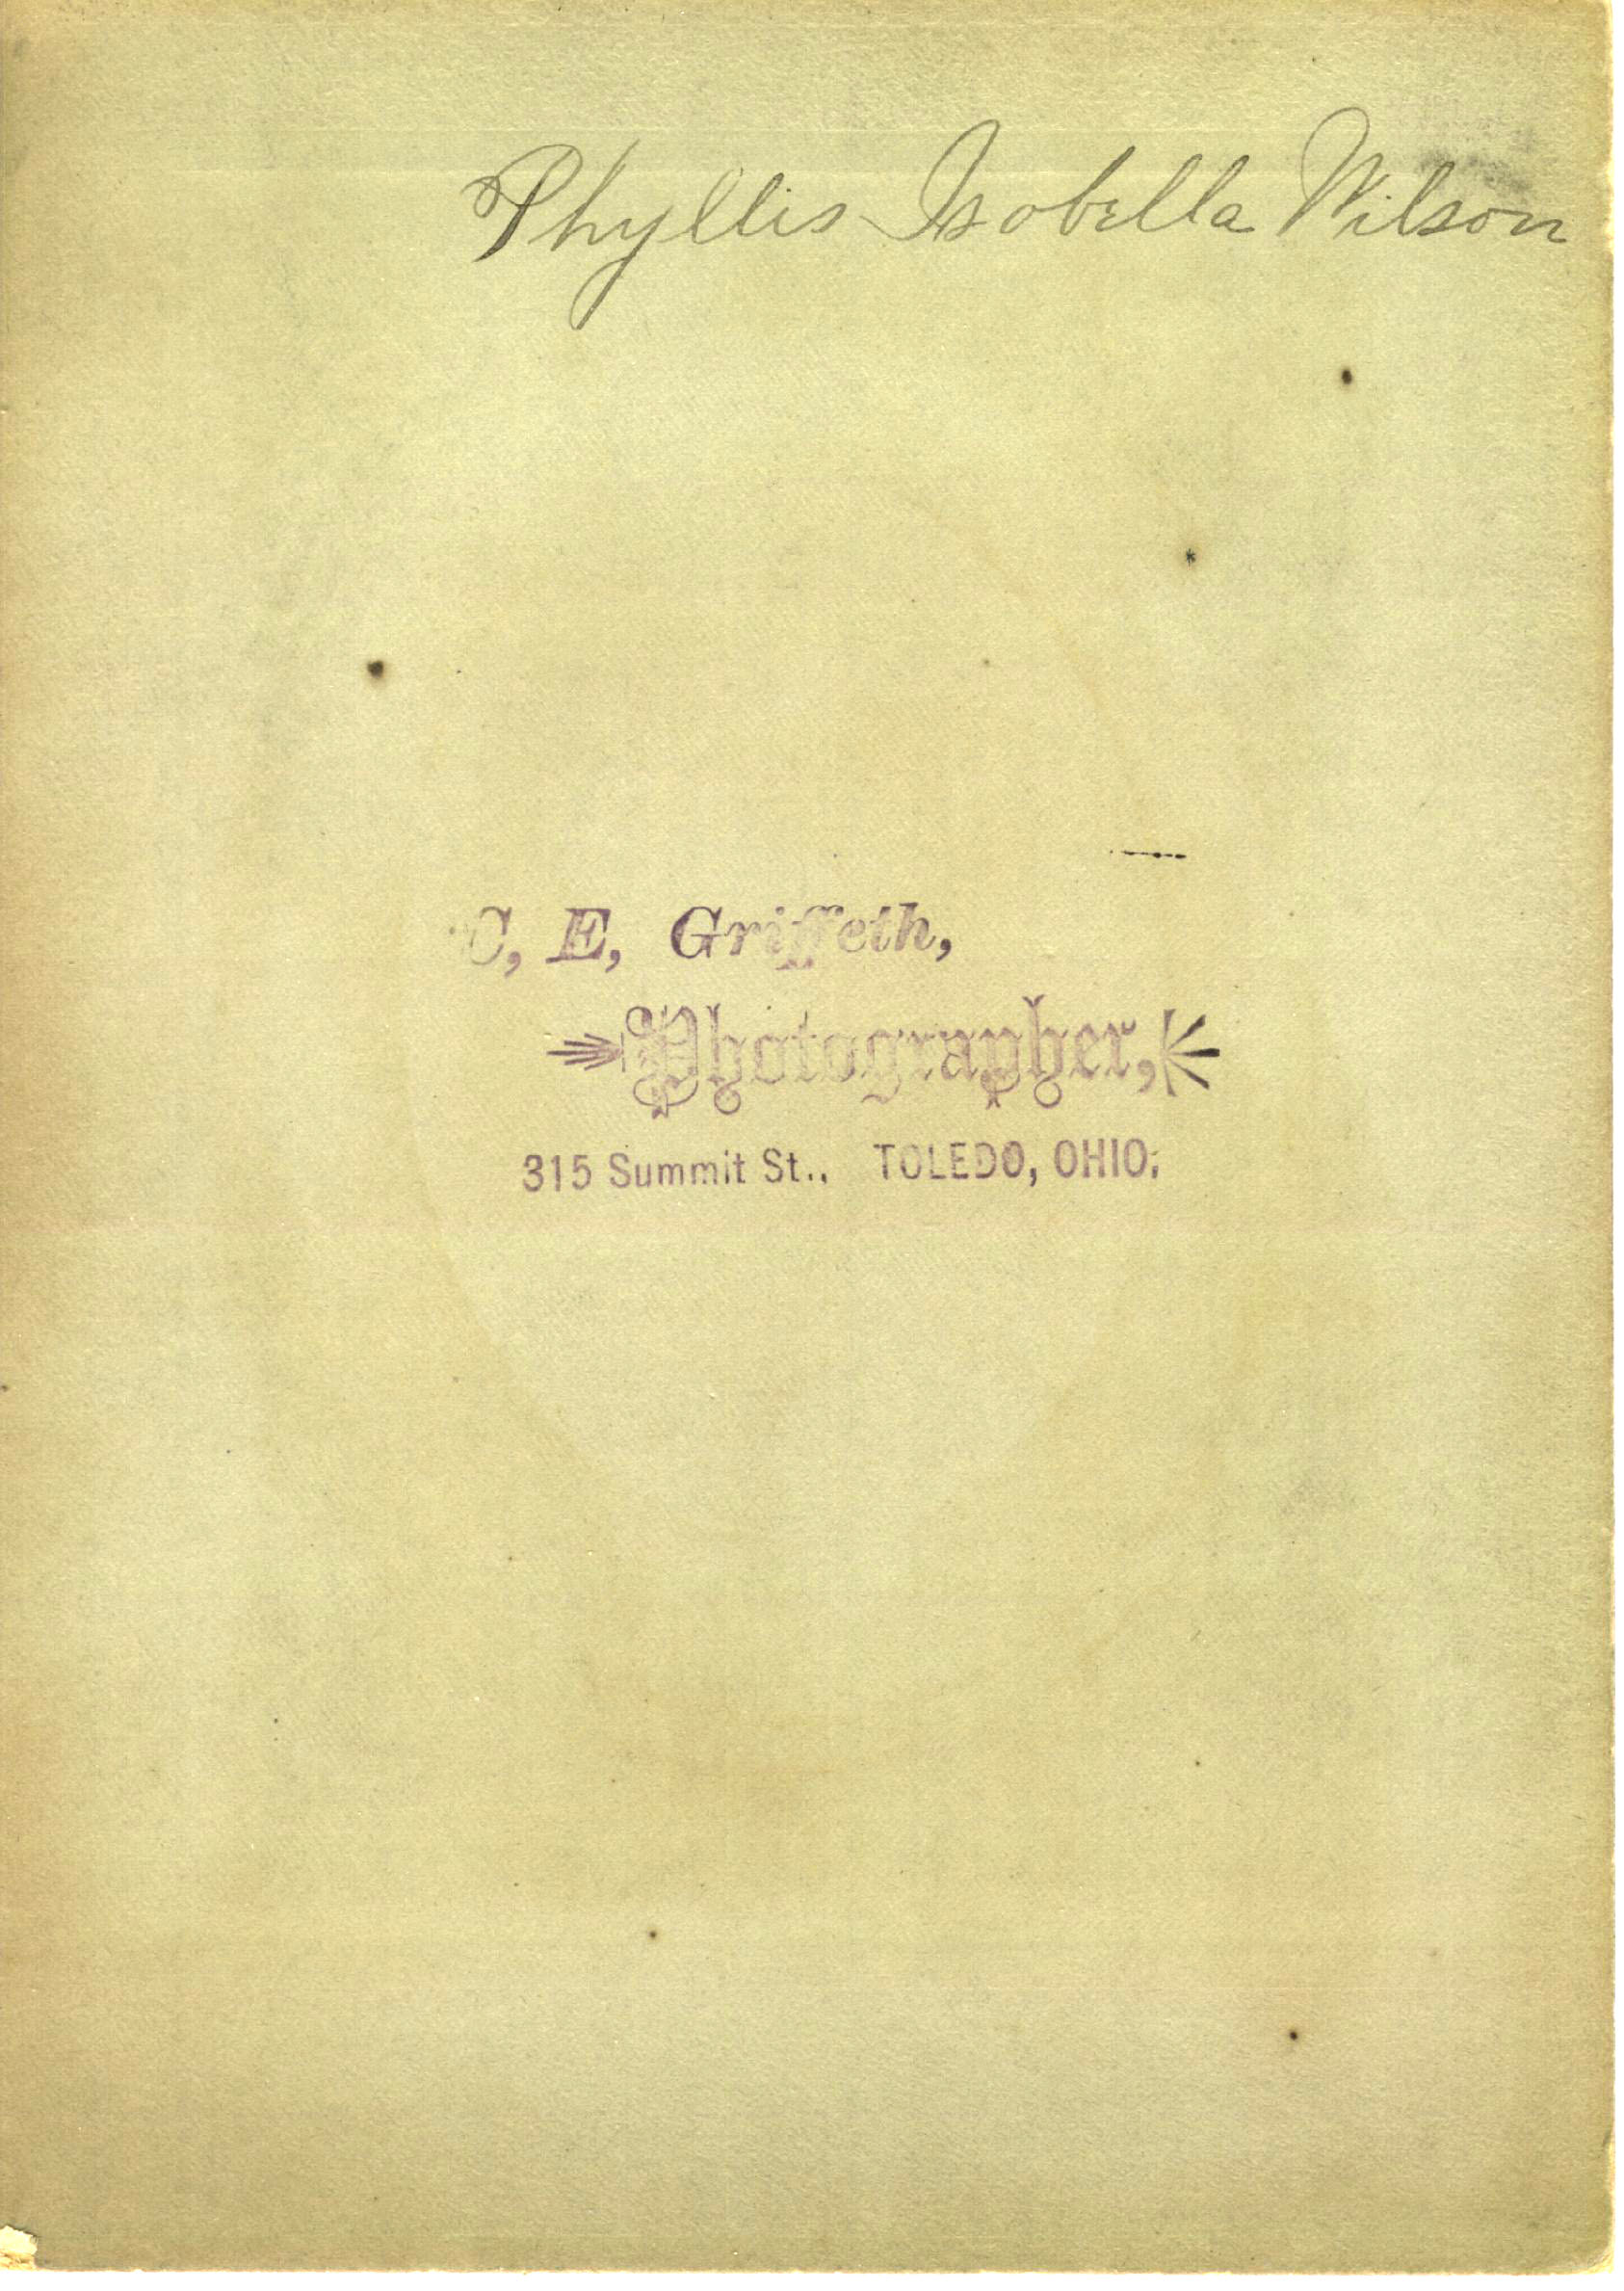 Phyllis Isobella Wilson
C, E, Griffeth,
Photographer,
315 Summit St., TOLEDO, OHIO.